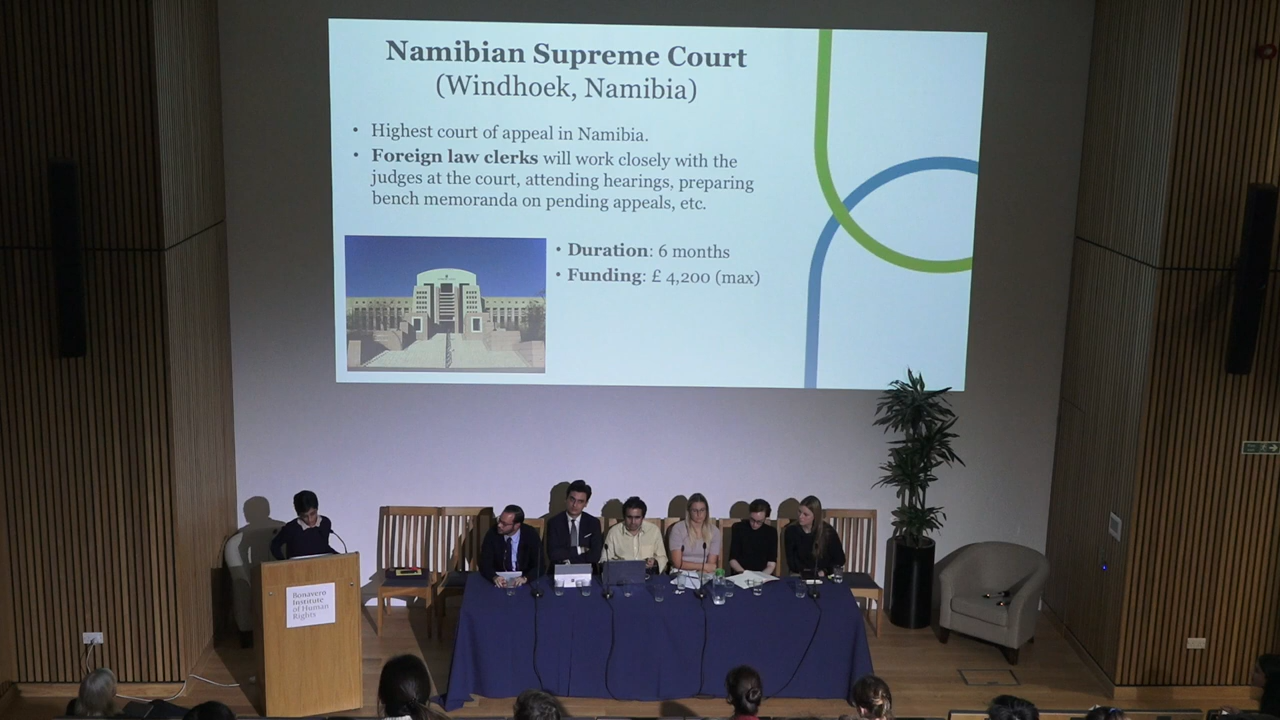 Namibian Supreme Court
(Windhoek, Namibia)
• Highest court of appeal in Namibia.
• Foreign law clerks will work closely with the
judges at the court, attending hearings, preparing
bench memoranda on pending appeals, etc.
• Duration: 6 months
• Funding: £ 4,200 (max)
Bonavero
Institute
of Human
Rights